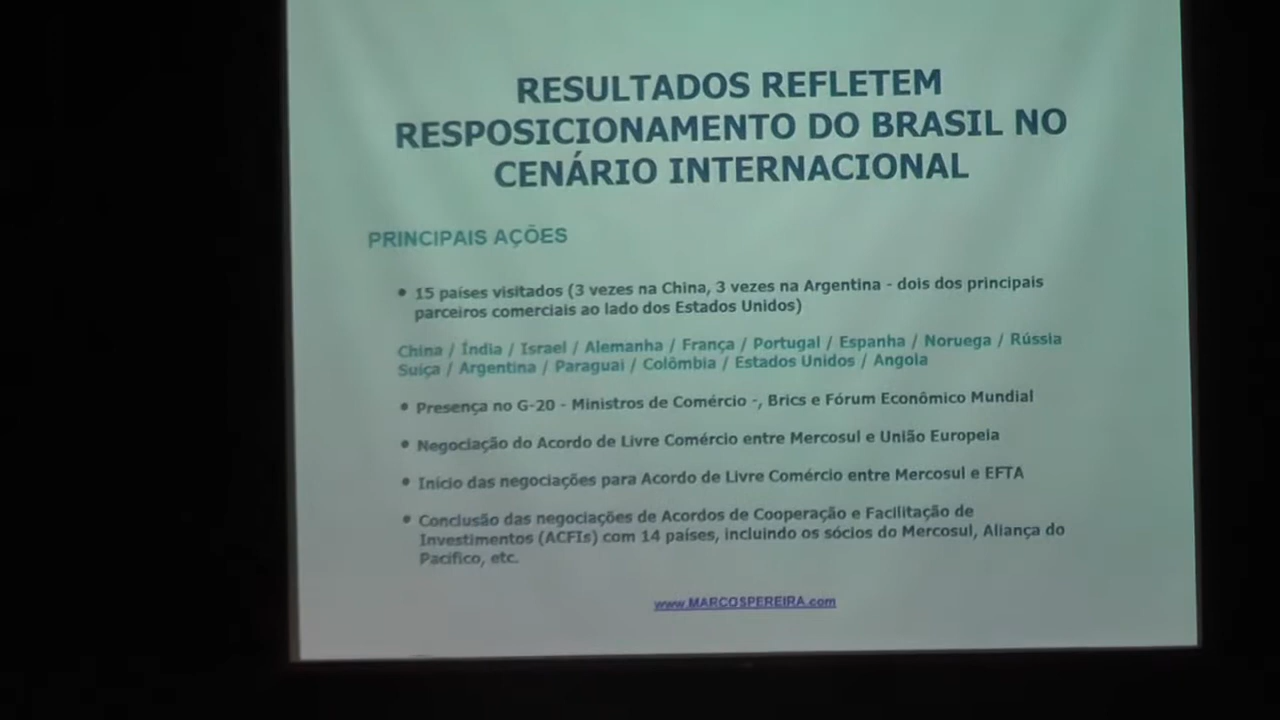 RESULTADOS REFLETEM
RESPOSICIONAMENTO DO BRASIL NO
CENÁRIO INTERNACIONAL
PRINCIPAIS AÇÕES
• 15 países visitados (3 vezes na China, 3 vezes na Argentina - dois dos principais
parceiros comerciais ao lado dos Estados Unidos)
China / Índia / Israel / Alemanha / França / Portugal / Espanha / Noruega / Rússia
Suíça / Argentina / Paraguai / Colômbia / Estados Unidos / Angola
• Presença no G-20 - Ministros de Comércio -, Brics e Fórum Econômico Mundial
• Negociação do Acordo de Livre Comércio entre Mercosul e União Europeia
• Início das negociações para Acordo de Livre Comércio entre Mercosul e EFTA
• Conclusão das negociações de Acordos de Cooperação e Facilitação de
Investimentos (ACFIs) com 14 países, incluindo os sócios do Mercosul, Aliança do
Pacífico, etc.
www.MARCOSPEREIRA.com